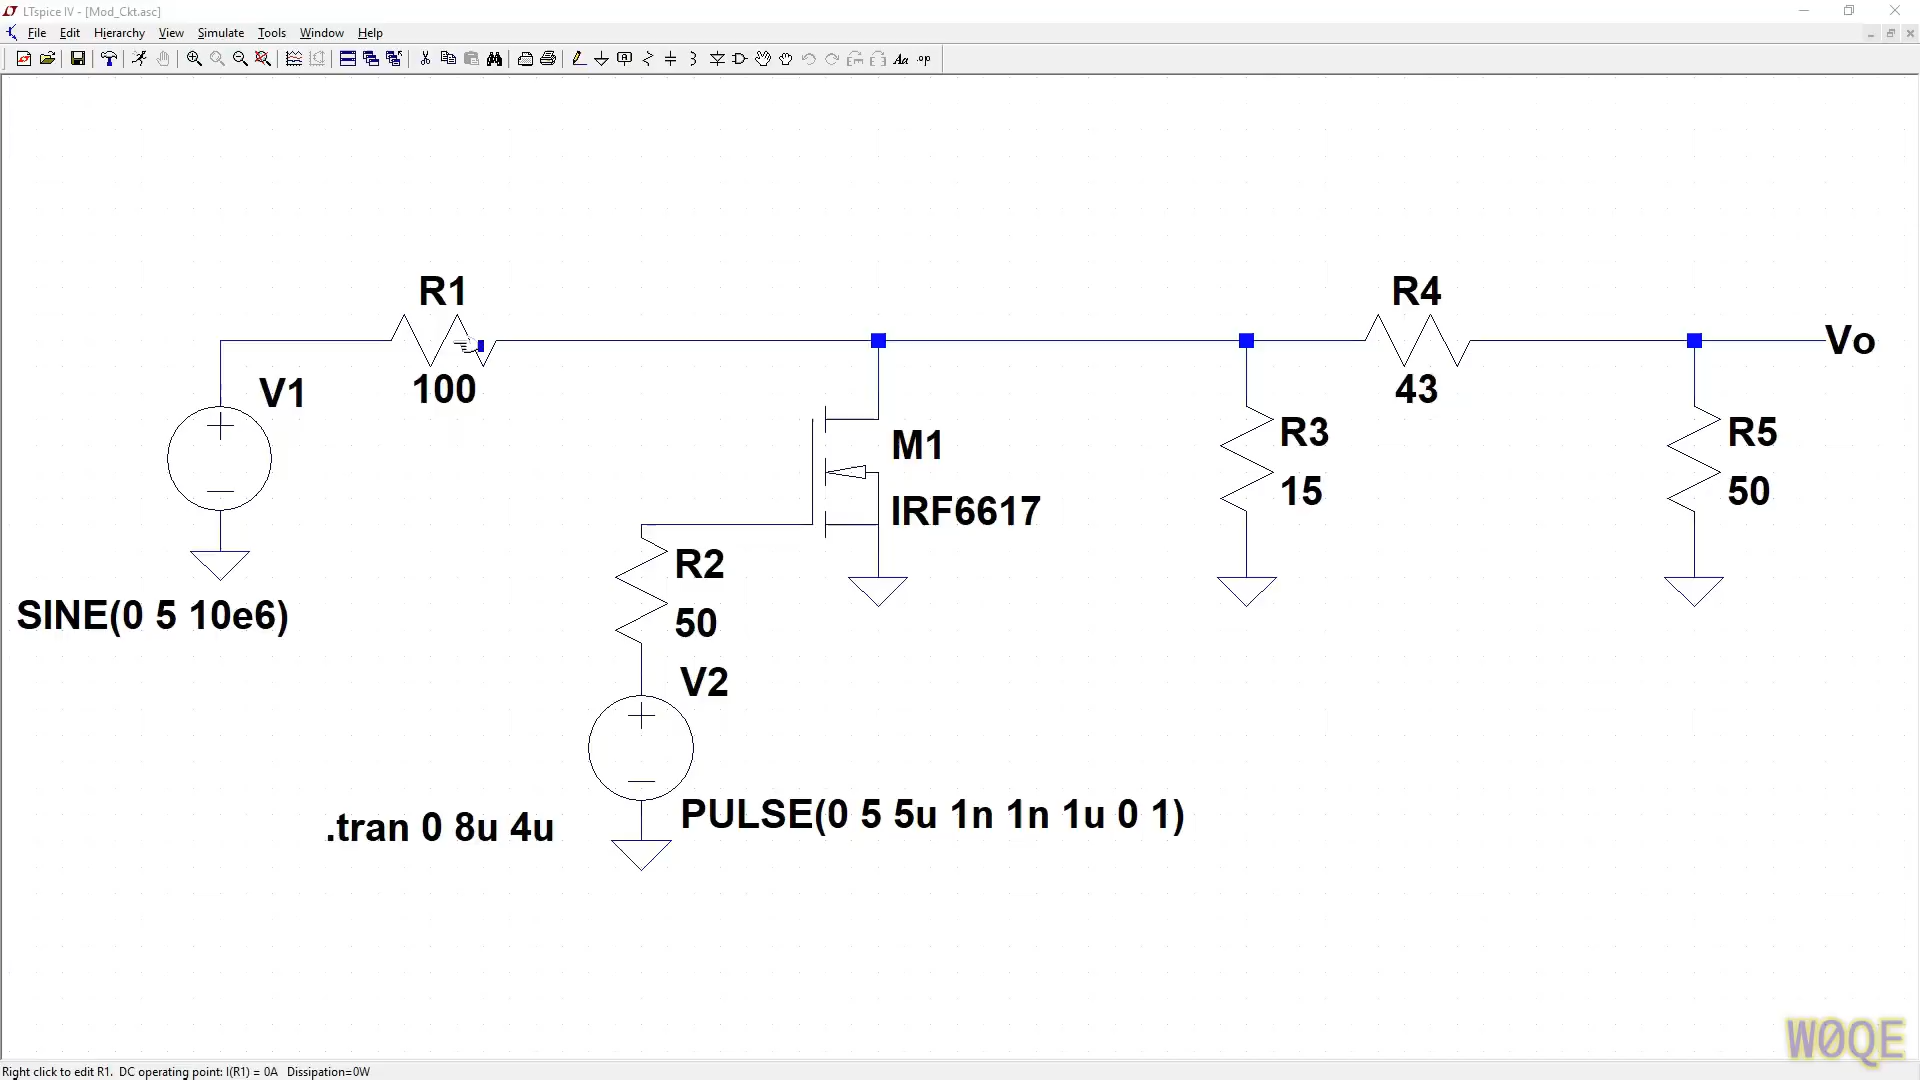 LTspice IV - [Mod_Ckt.asc]
File Edit Hierarchy View Simulate Tools Window Help
Aa .op
R1
100
V1
SINE(0 5 10e6)
M1
IRF6617
R2
50
V2
PULSE(0 5 5u 1n 1n 1u 0 1)
.tran 0 8u 4u
R3
15
R4
43
R5
50
Vo
W0QE
Right click to edit R1. DC operating point: I(R1) = 0A Dissipation=0W